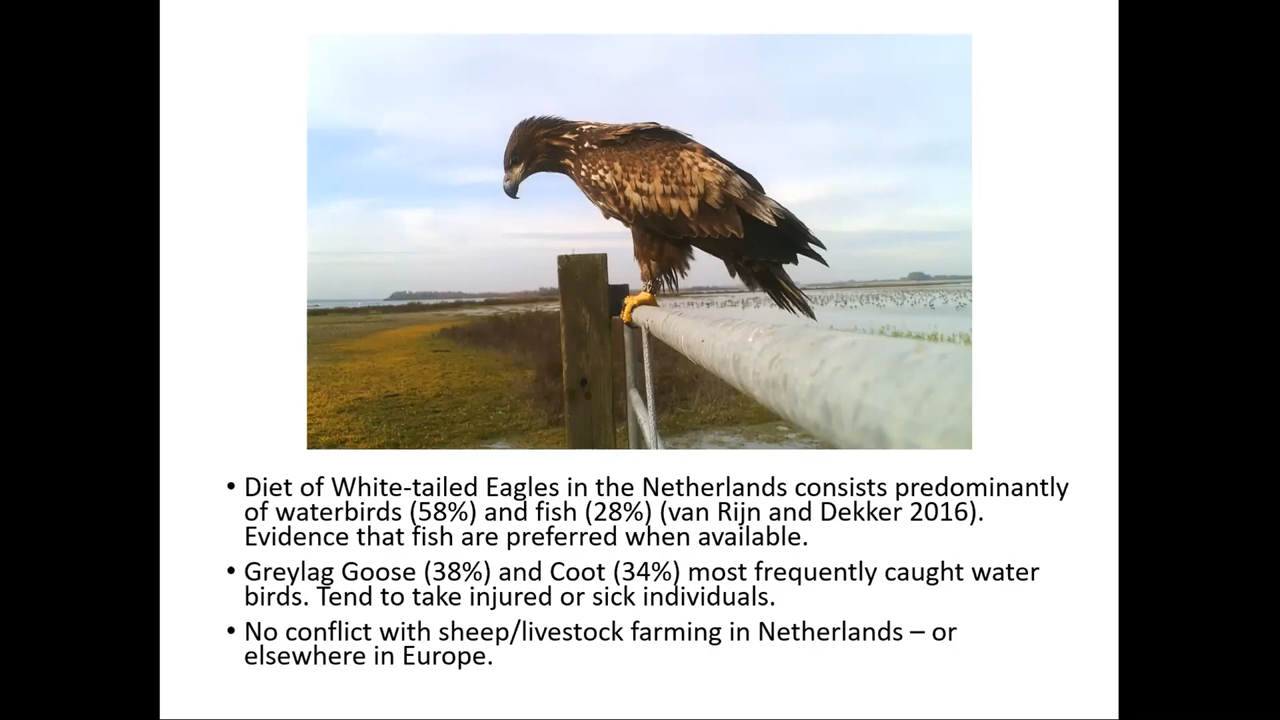 • Diet of White-tailed Eagles in the Netherlands consists predominantly
of waterbirds (58%) and fish (28%) (van Rijn and Dekker 2016).
Evidence that fish are preferred when available.
• Greylag Goose (38%) and Coot (34%) most frequently caught water
birds. Tend to take injured or sick individuals.
• No conflict with sheep/livestock farming in Netherlands – or
elsewhere in Europe.